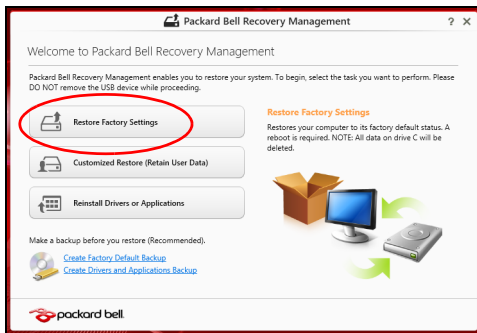 Packard Bell Recovery Management
? X
Welcome to Packard Bell Recovery Management
Packard Bell Recovery Management enables you to restore your system. To begin, select the task you want to perform. Please
DO NOT remove the USB device while proceeding.
Restore Factory Settings
Customized Restore (Retain User Data)
Reinstall Drivers or Applications
Restore Factory Settings
Restores your computer to its factory default status. A
reboot is required. NOTE: All data on drive C will be
deleted.
Make a backup before you restore (Recommended).
Create Factory Default Backup
Create Drivers and Applications Backup
packard bell